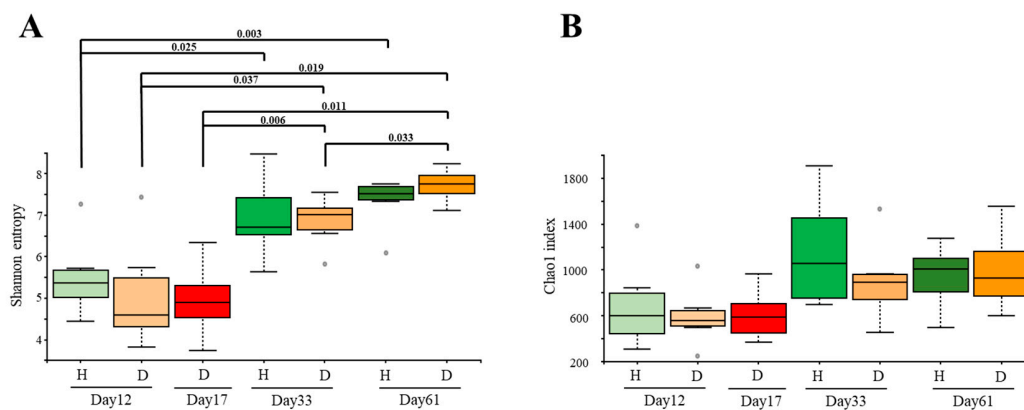 A
B
0.003
0.025
0.019
0.037
0.011
0.006
0.033
Shannon entropy
8
7
6
5
4
H
D
D
H
D
H
D
Day12
Day17
Day33
Day61
Chao1 index
1800
1400
1000
600
200
H
D
D
H
D
H
D
Day12
Day17
Day33
Day61